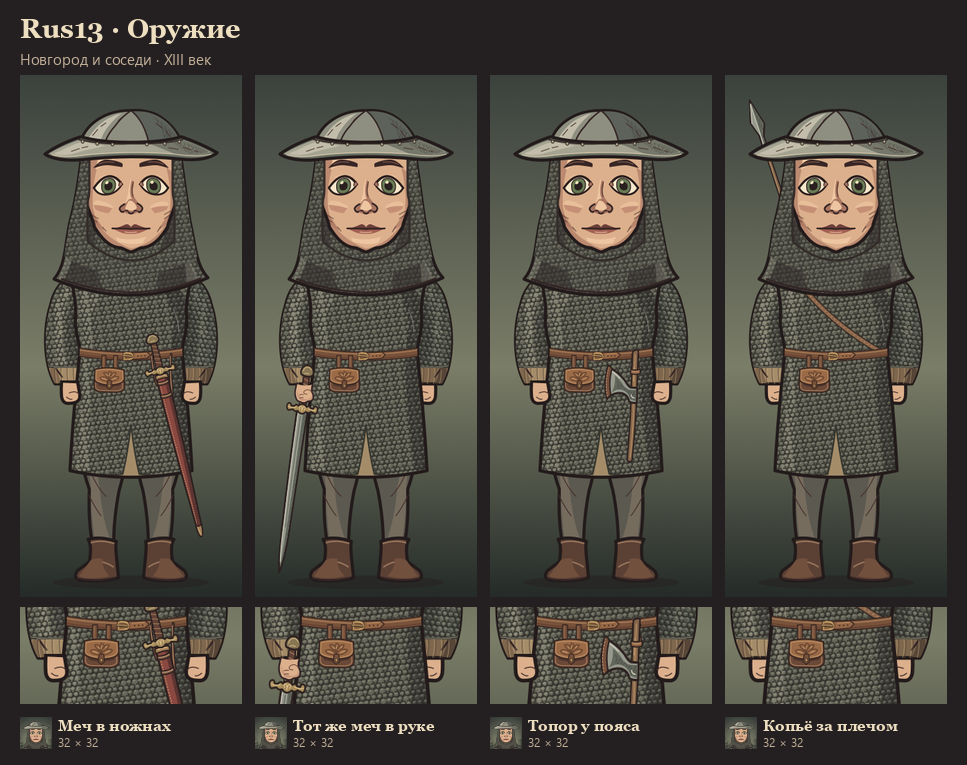 Rus13 · Оружие
Новгород и соседи · XIII век
Меч в ножнах
32 × 32
Тот же меч в руке
32 × 32
Топор у пояса
32 × 32
Копьё за плечом
32 × 32